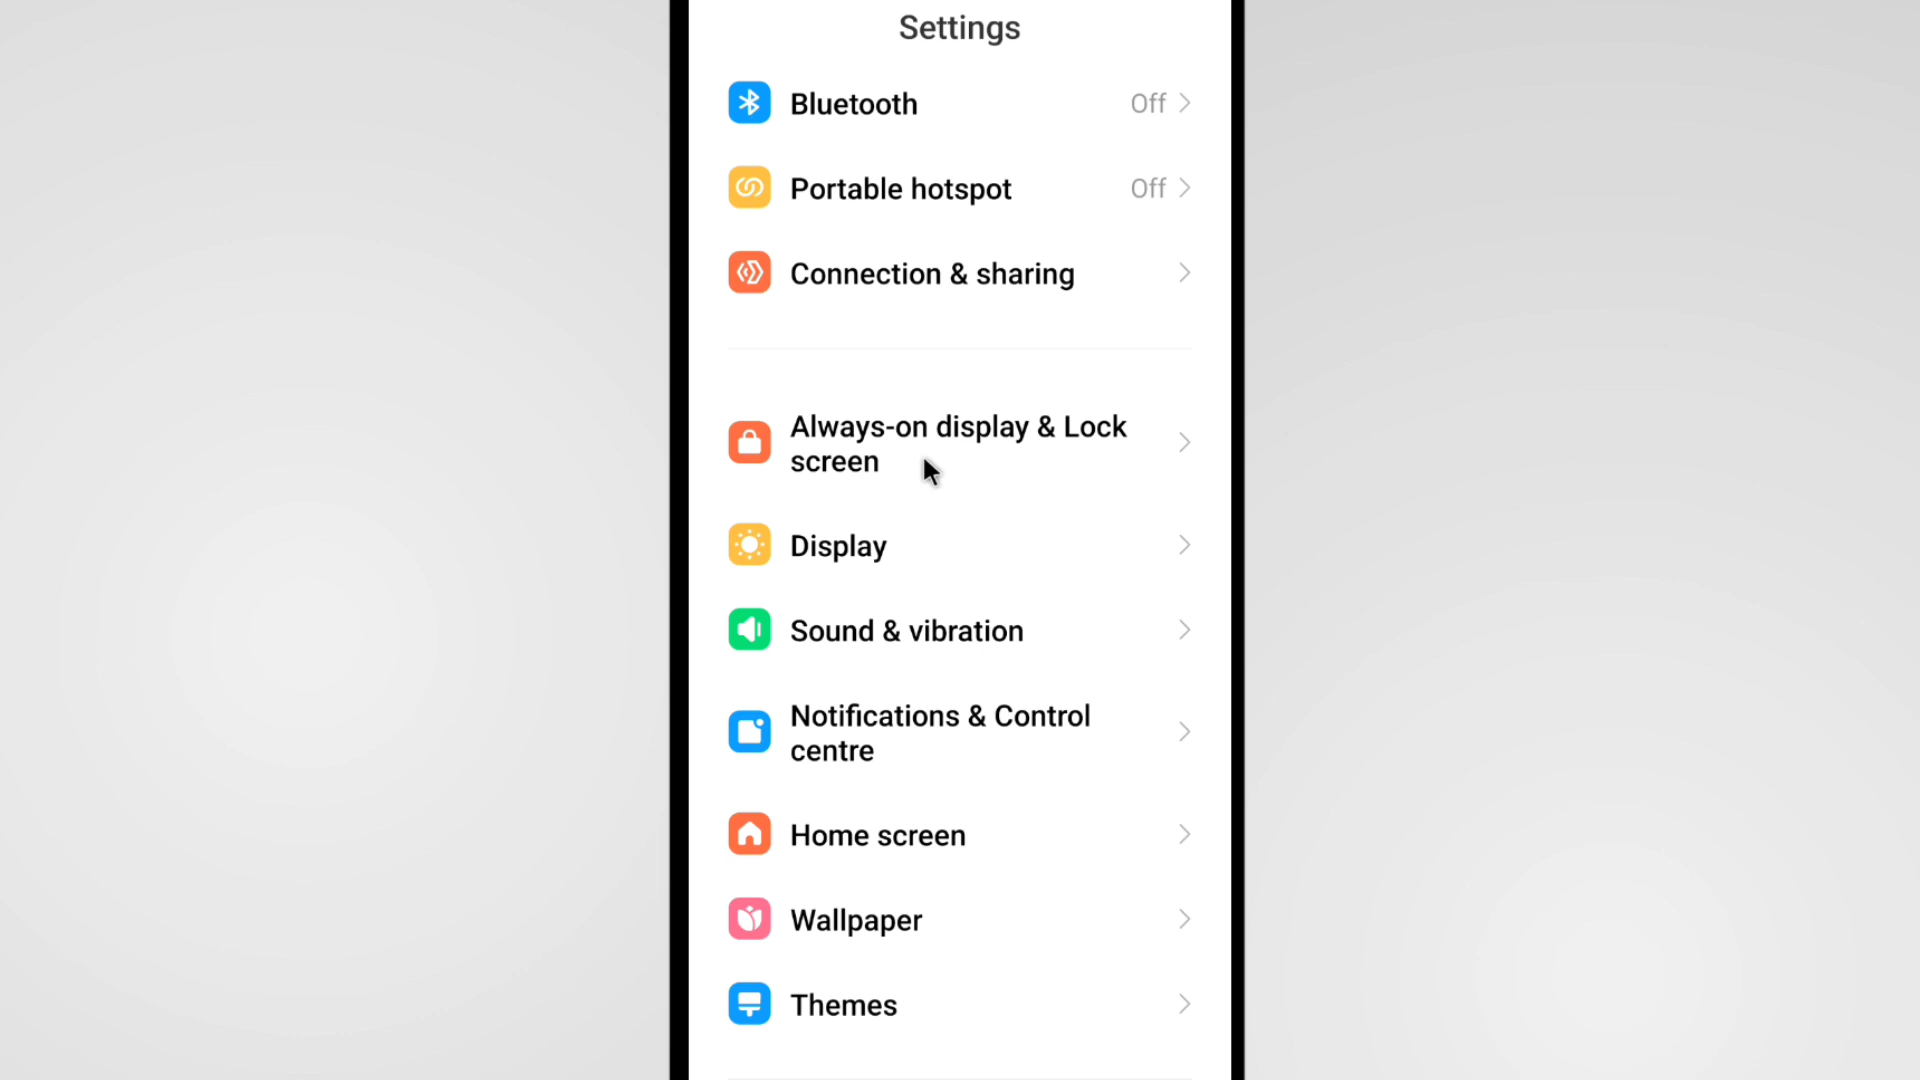 Settings
Bluetooth Off
Portable hotspot Off
Connection & sharing
Always-on display & Lock
screen
Display
Sound & vibration
Notifications & Control
centre
Home screen
Wallpaper
Themes